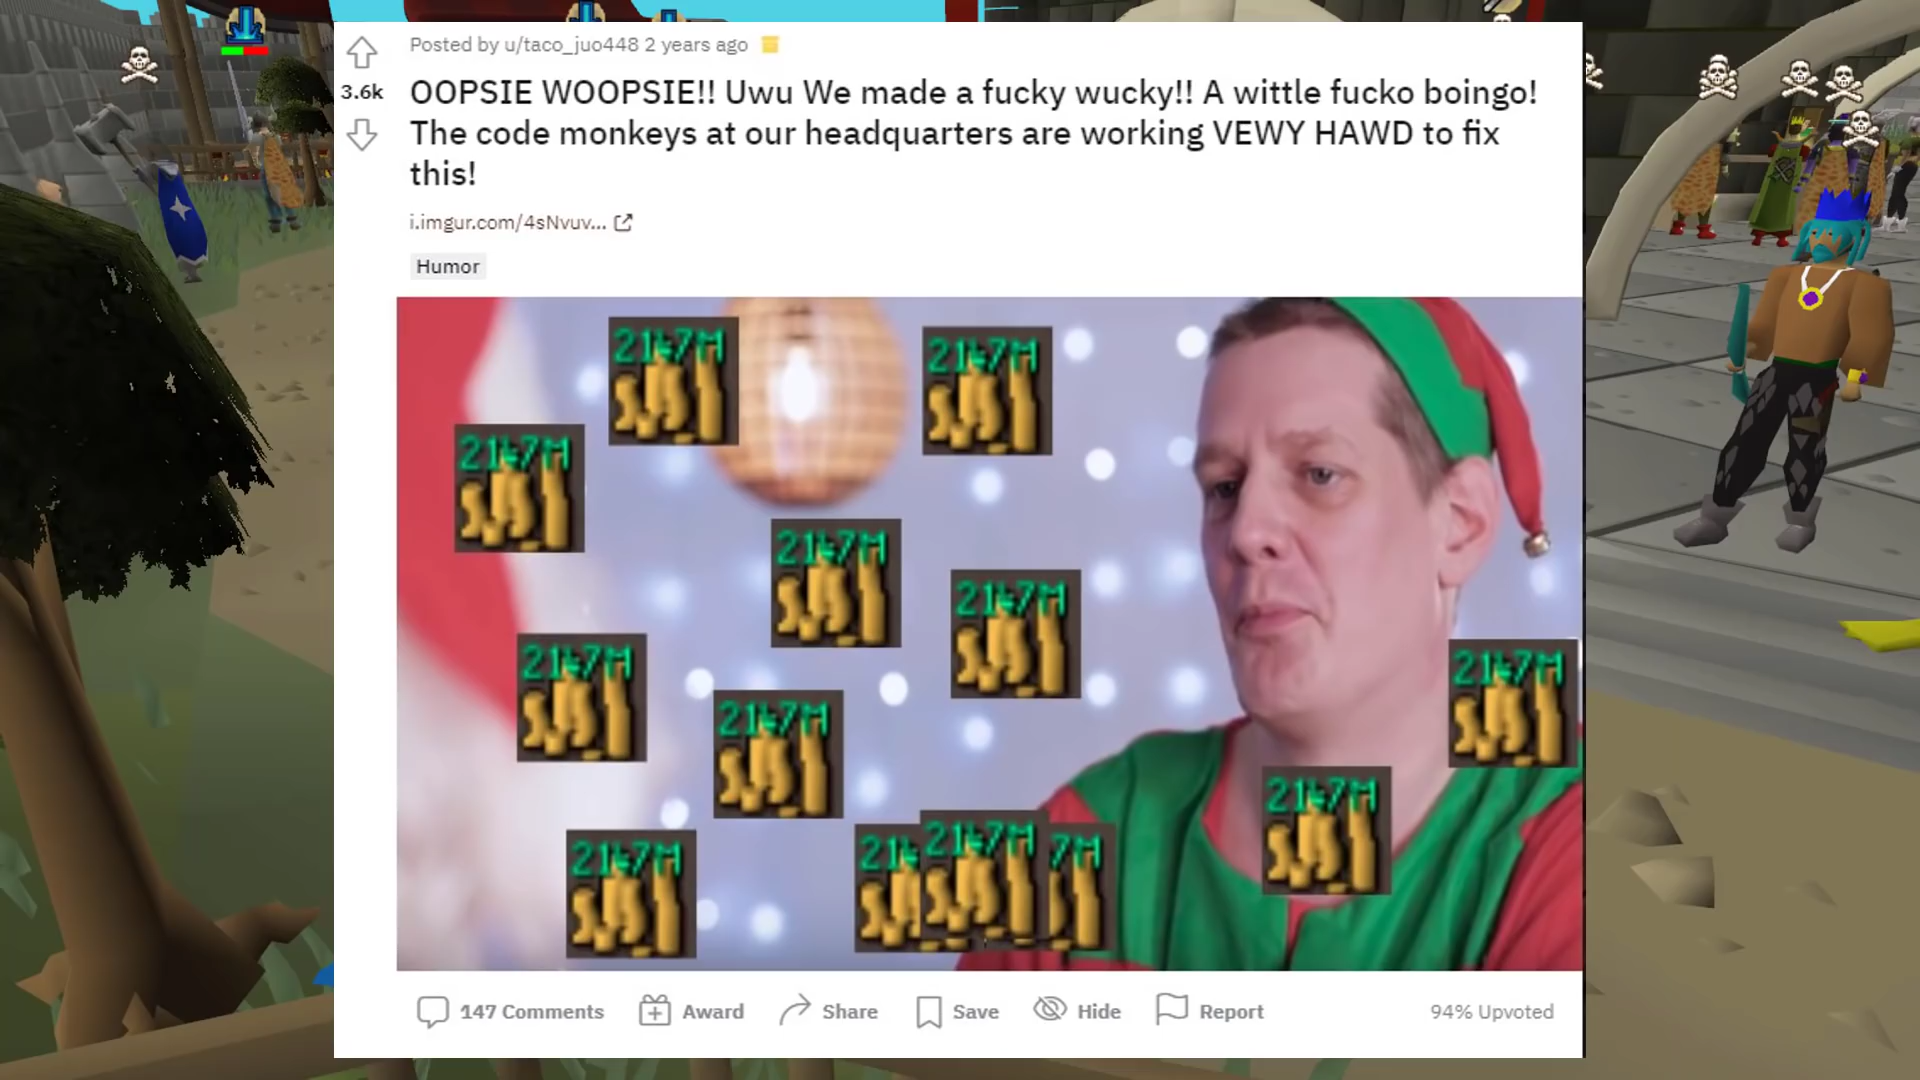 Posted by u/taco_juo448 2 years ago
3.6k
OOPSIE WOOPSIE!! Uwu We made a fucky wucky!! A wittle fucko boingo!
The code monkeys at our headquarters are working VEWY HAWD to fix
this!
i.imgur.com/4sNvuv...
Humor
2147M
2147M
2147M
2147M
2147M
2147M
2147M
2147M
2147M
2147M
214
2147M
7M
147 Comments
Award
Share
Save
Hide
Report
94% Upvoted